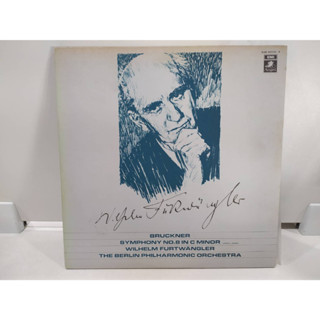 Wilhelm Furtwängler
BRUCKNER
SYMPHONY NO.8 IN C MINOR
WILHELM FURTWÄNGLER
THE BERLIN PHILHARMONIC ORCHESTRA